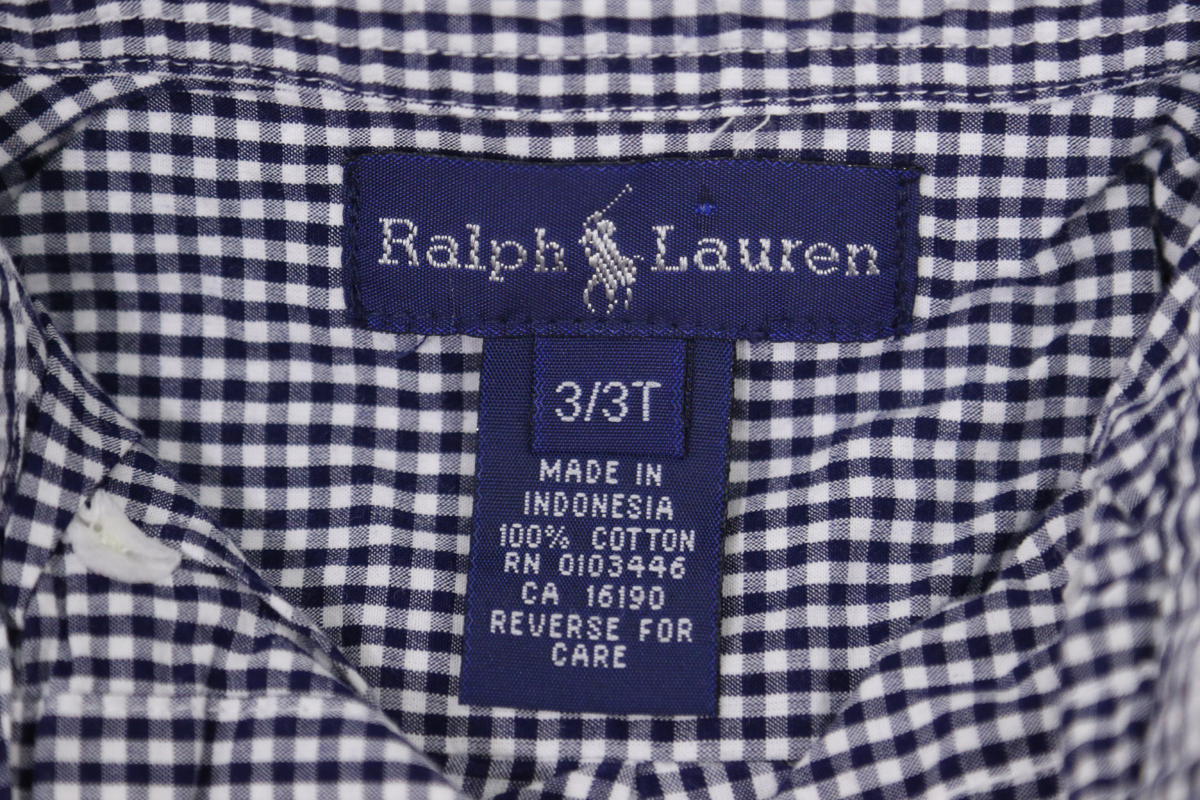 Ralph Lauren
3/3T
MADE IN
INDONESIA
100% COTTON
RN 0103446
CA 16190
REVERSE FOR
CARE